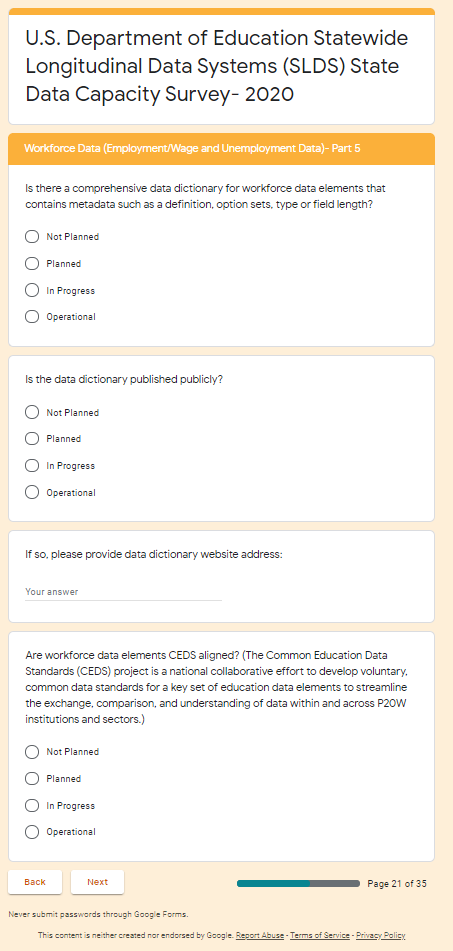 U.S. Department of Education Statewide
Longitudinal Data Systems (SLDS) State
Data Capacity Survey- 2020
Workforce Data (Employment/Wage and Unemployment Data)- Part 5
Is there a comprehensive data dictionary for workforce data elements that
contains metadata such as a definition, option sets, type or field length?
Not Planned
Planned
In Progress
Operational
Is the data dictionary published publicly?
Not Planned
Planned
In Progress
Operational
If so, please provide data dictionary website address:
Your answer
Are workforce data elements CEDS aligned? (The Common Education Data
Standards (CEDS) project is a national collaborative effort to develop voluntary,
common data standards for a key set of education data elements to streamline
the exchange, comparison, and understanding of data within and across P20W
institutions and sectors.)
Not Planned
Planned
In Progress
Operational
Back Next Page 21 of 35
Never submit passwords through Google Forms.
This content is neither created nor endorsed by Google. Report Abuse - Terms of Service - Privacy Policy